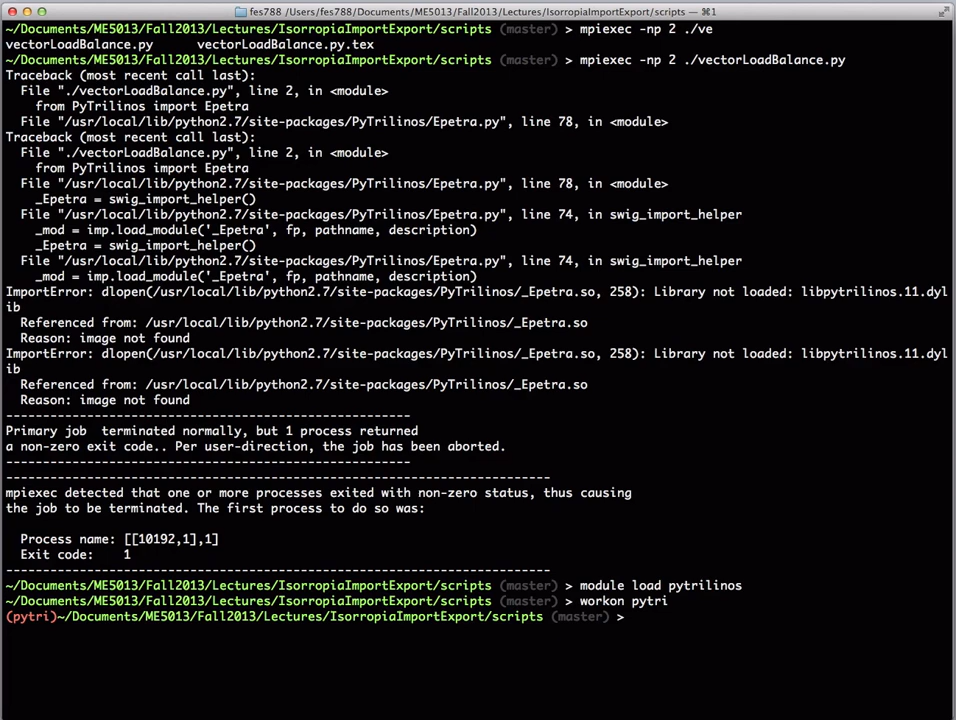 fes788 /Users/fes788/Documents/ME5013/Fall2013/Lectures/IsorropiaImportExport/scripts — ⌘1
~/Documents/ME5013/Fall2013/Lectures/IsorropiaImportExport/scripts (master) > mpiexec -np 2 ./ve
vectorLoadBalance.py      vectorLoadBalance.py.tex
~/Documents/ME5013/Fall2013/Lectures/IsorropiaImportExport/scripts (master) > mpiexec -np 2 ./vectorLoadBalance.py
Traceback (most recent call last):
  File "./vectorLoadBalance.py", line 2, in <module>
    from PyTrilinos import Epetra
  File "/usr/local/lib/python2.7/site-packages/PyTrilinos/Epetra.py", line 78, in <module>
Traceback (most recent call last):
  File "./vectorLoadBalance.py", line 2, in <module>
    from PyTrilinos import Epetra
  File "/usr/local/lib/python2.7/site-packages/PyTrilinos/Epetra.py", line 78, in <module>
    _Epetra = swig_import_helper()
  File "/usr/local/lib/python2.7/site-packages/PyTrilinos/Epetra.py", line 74, in swig_import_helper
    _mod = imp.load_module('_Epetra', fp, pathname, description)
    _Epetra = swig_import_helper()
  File "/usr/local/lib/python2.7/site-packages/PyTrilinos/Epetra.py", line 74, in swig_import_helper
    _mod = imp.load_module('_Epetra', fp, pathname, description)
ImportError: dlopen(/usr/local/lib/python2.7/site-packages/PyTrilinos/_Epetra.so, 258): Library not loaded: libpytrilinos.11.dyl
ib
  Referenced from: /usr/local/lib/python2.7/site-packages/PyTrilinos/_Epetra.so
  Reason: image not found
ImportError: dlopen(/usr/local/lib/python2.7/site-packages/PyTrilinos/_Epetra.so, 258): Library not loaded: libpytrilinos.11.dyl
ib
  Referenced from: /usr/local/lib/python2.7/site-packages/PyTrilinos/_Epetra.so
  Reason: image not found
-------------------------------------------------------
Primary job  terminated normally, but 1 process returned
a non-zero exit code.. Per user-direction, the job has been aborted.
-------------------------------------------------------
--------------------------------------------------------------------------
mpiexec detected that one or more processes exited with non-zero status, thus causing
the job to be terminated. The first process to do so was:
  Process name: [[10192,1],1]
  Exit code:    1
--------------------------------------------------------------------------
~/Documents/ME5013/Fall2013/Lectures/IsorropiaImportExport/scripts (master) > module load pytrilinos
~/Documents/ME5013/Fall2013/Lectures/IsorropiaImportExport/scripts (master) > workon pytri
(pytri)~/Documents/ME5013/Fall2013/Lectures/IsorropiaImportExport/scripts (master) >